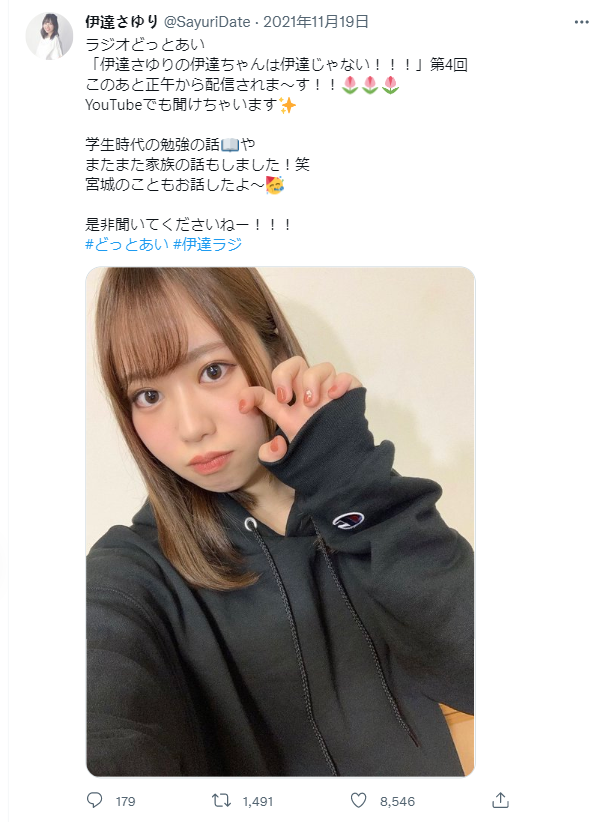 伊達さゆり @SayuriDate · 2021年11月19日
ラジオどっとあい
「伊達さゆりの伊達ちゃんは伊達じゃない！！！」第4回
このあと正午から配信されま〜す！！🌷🌷🌷
YouTubeでも聞けちゃいます✨
学生時代の勉強の話📖や
またまた家族の話もしました！笑
宮城のこともお話したよ〜🥳
是非聞いてくださいねー！！！
#どっとあい #伊達ラジ
179 1,491 8,546